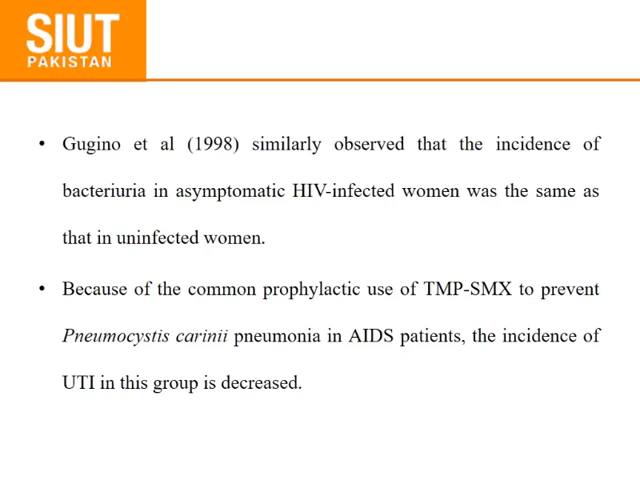 SIUT
PAKISTAN
• Gugino et al (1998) similarly observed that the incidence of
bacteriuria in asymptomatic HIV-infected women was the same as
that in uninfected women.
• Because of the common prophylactic use of TMP-SMX to prevent
Pneumocystis carinii pneumonia in AIDS patients, the incidence of
UTI in this group is decreased.